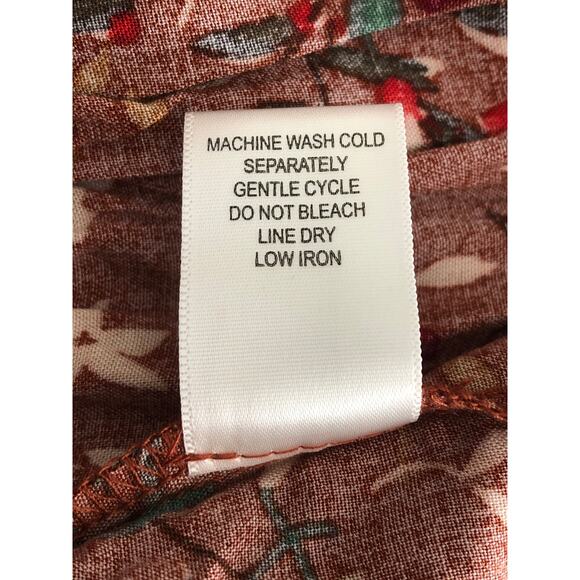 MACHINE WASH COLD
SEPARATELY
GENTLE CYCLE
DO NOT BLEACH
LINE DRY
LOW IRON